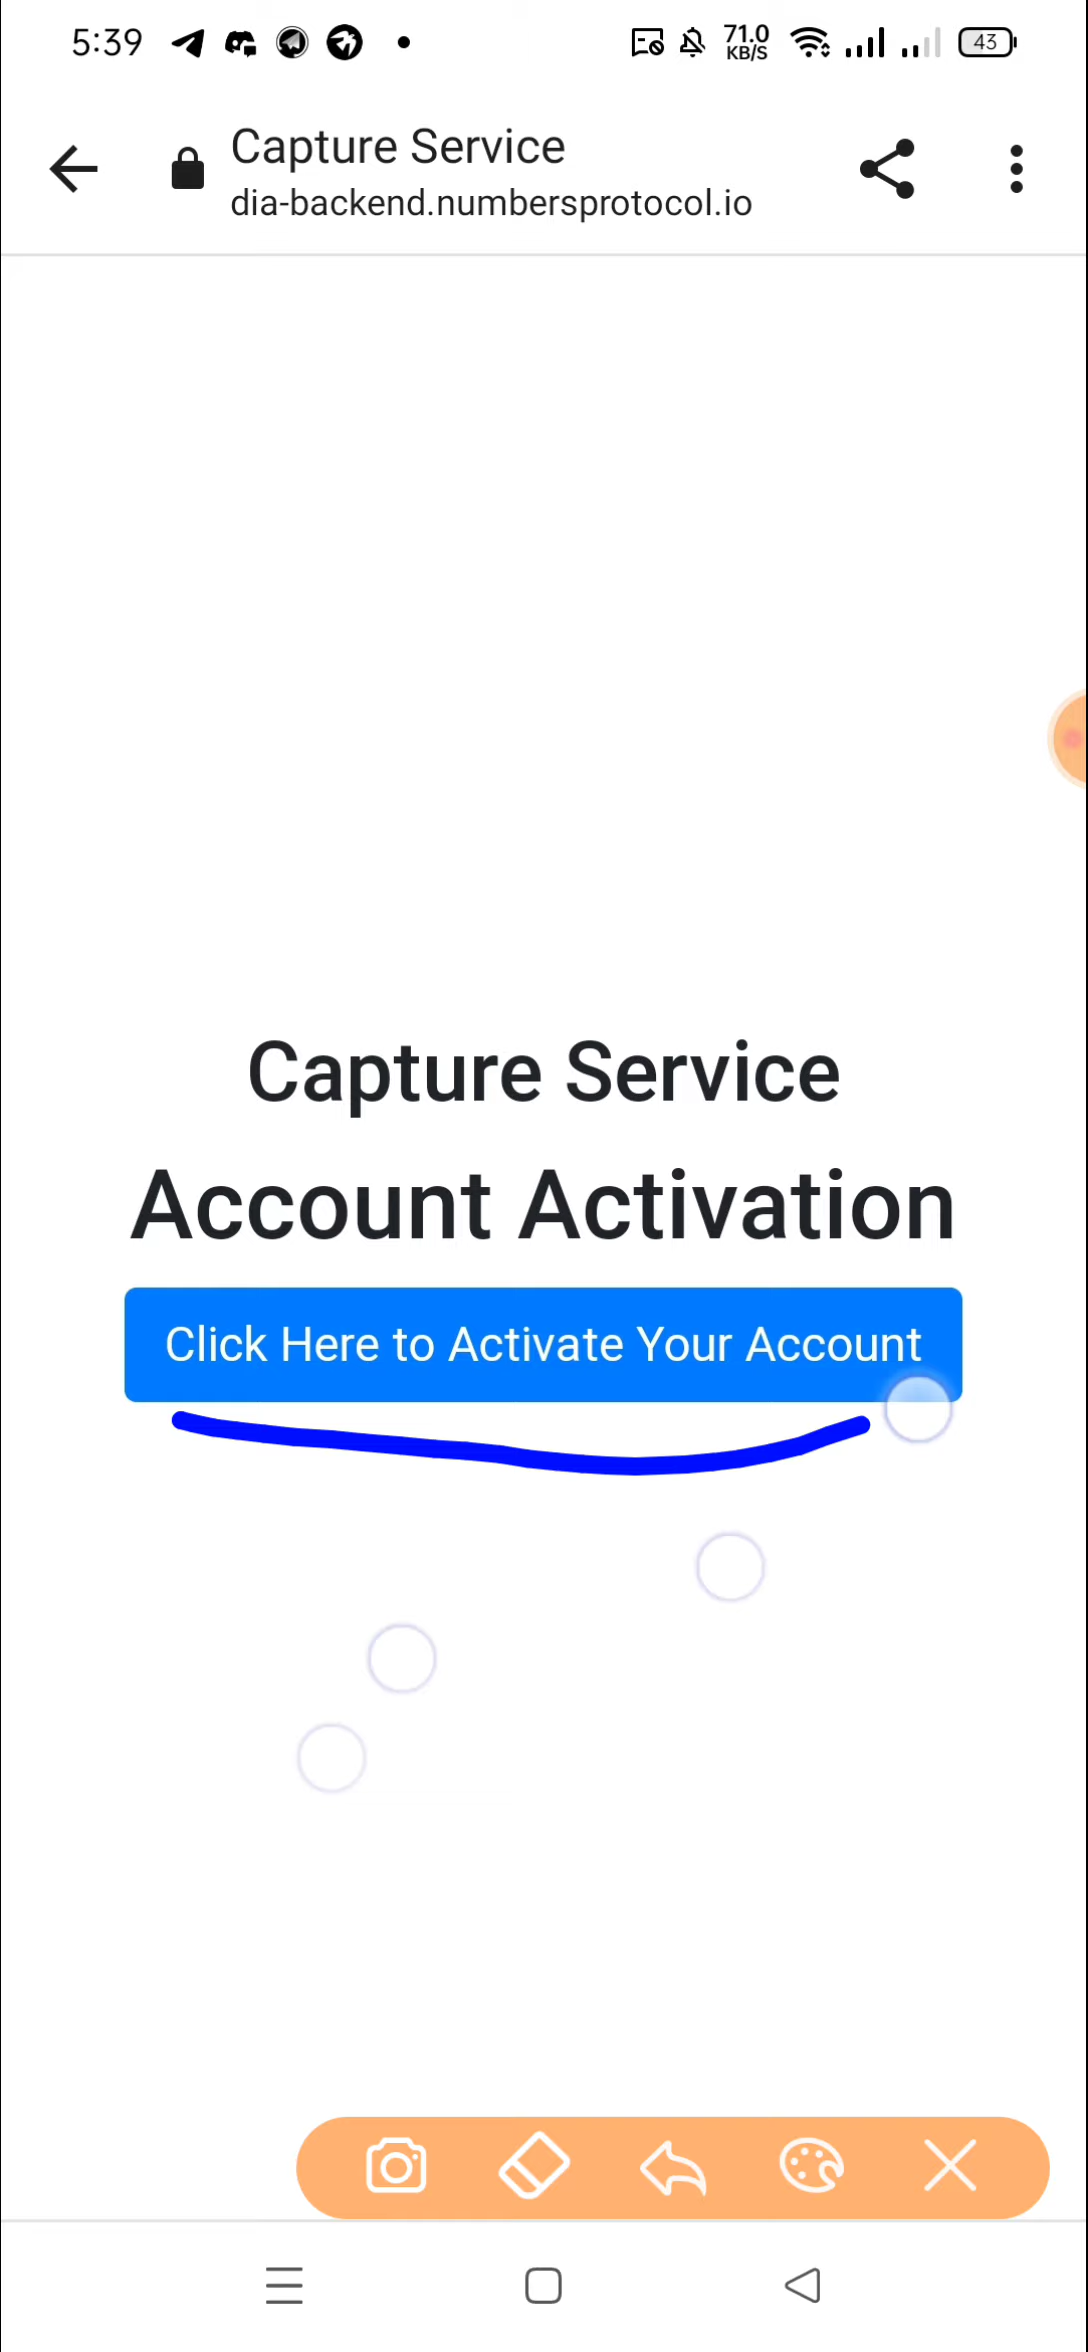 5:39
71.0
KB/S
43
Capture Service
dia-backend.numbersprotocol.io
Capture Service
Account Activation
Click Here to Activate Your Account